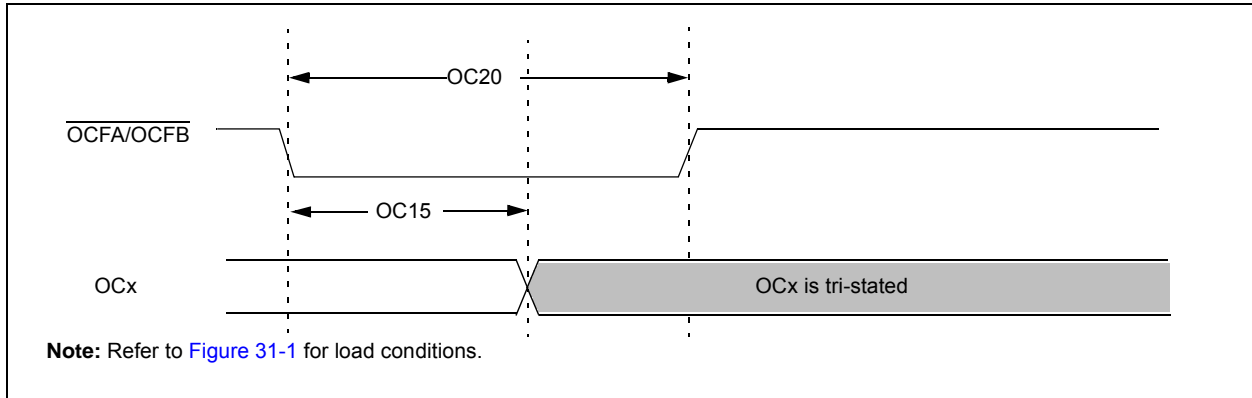 OC20
OCFA/OCFB
OC15
OCx
OCx is tri-stated
Note: Refer to Figure 31-1 for load conditions.